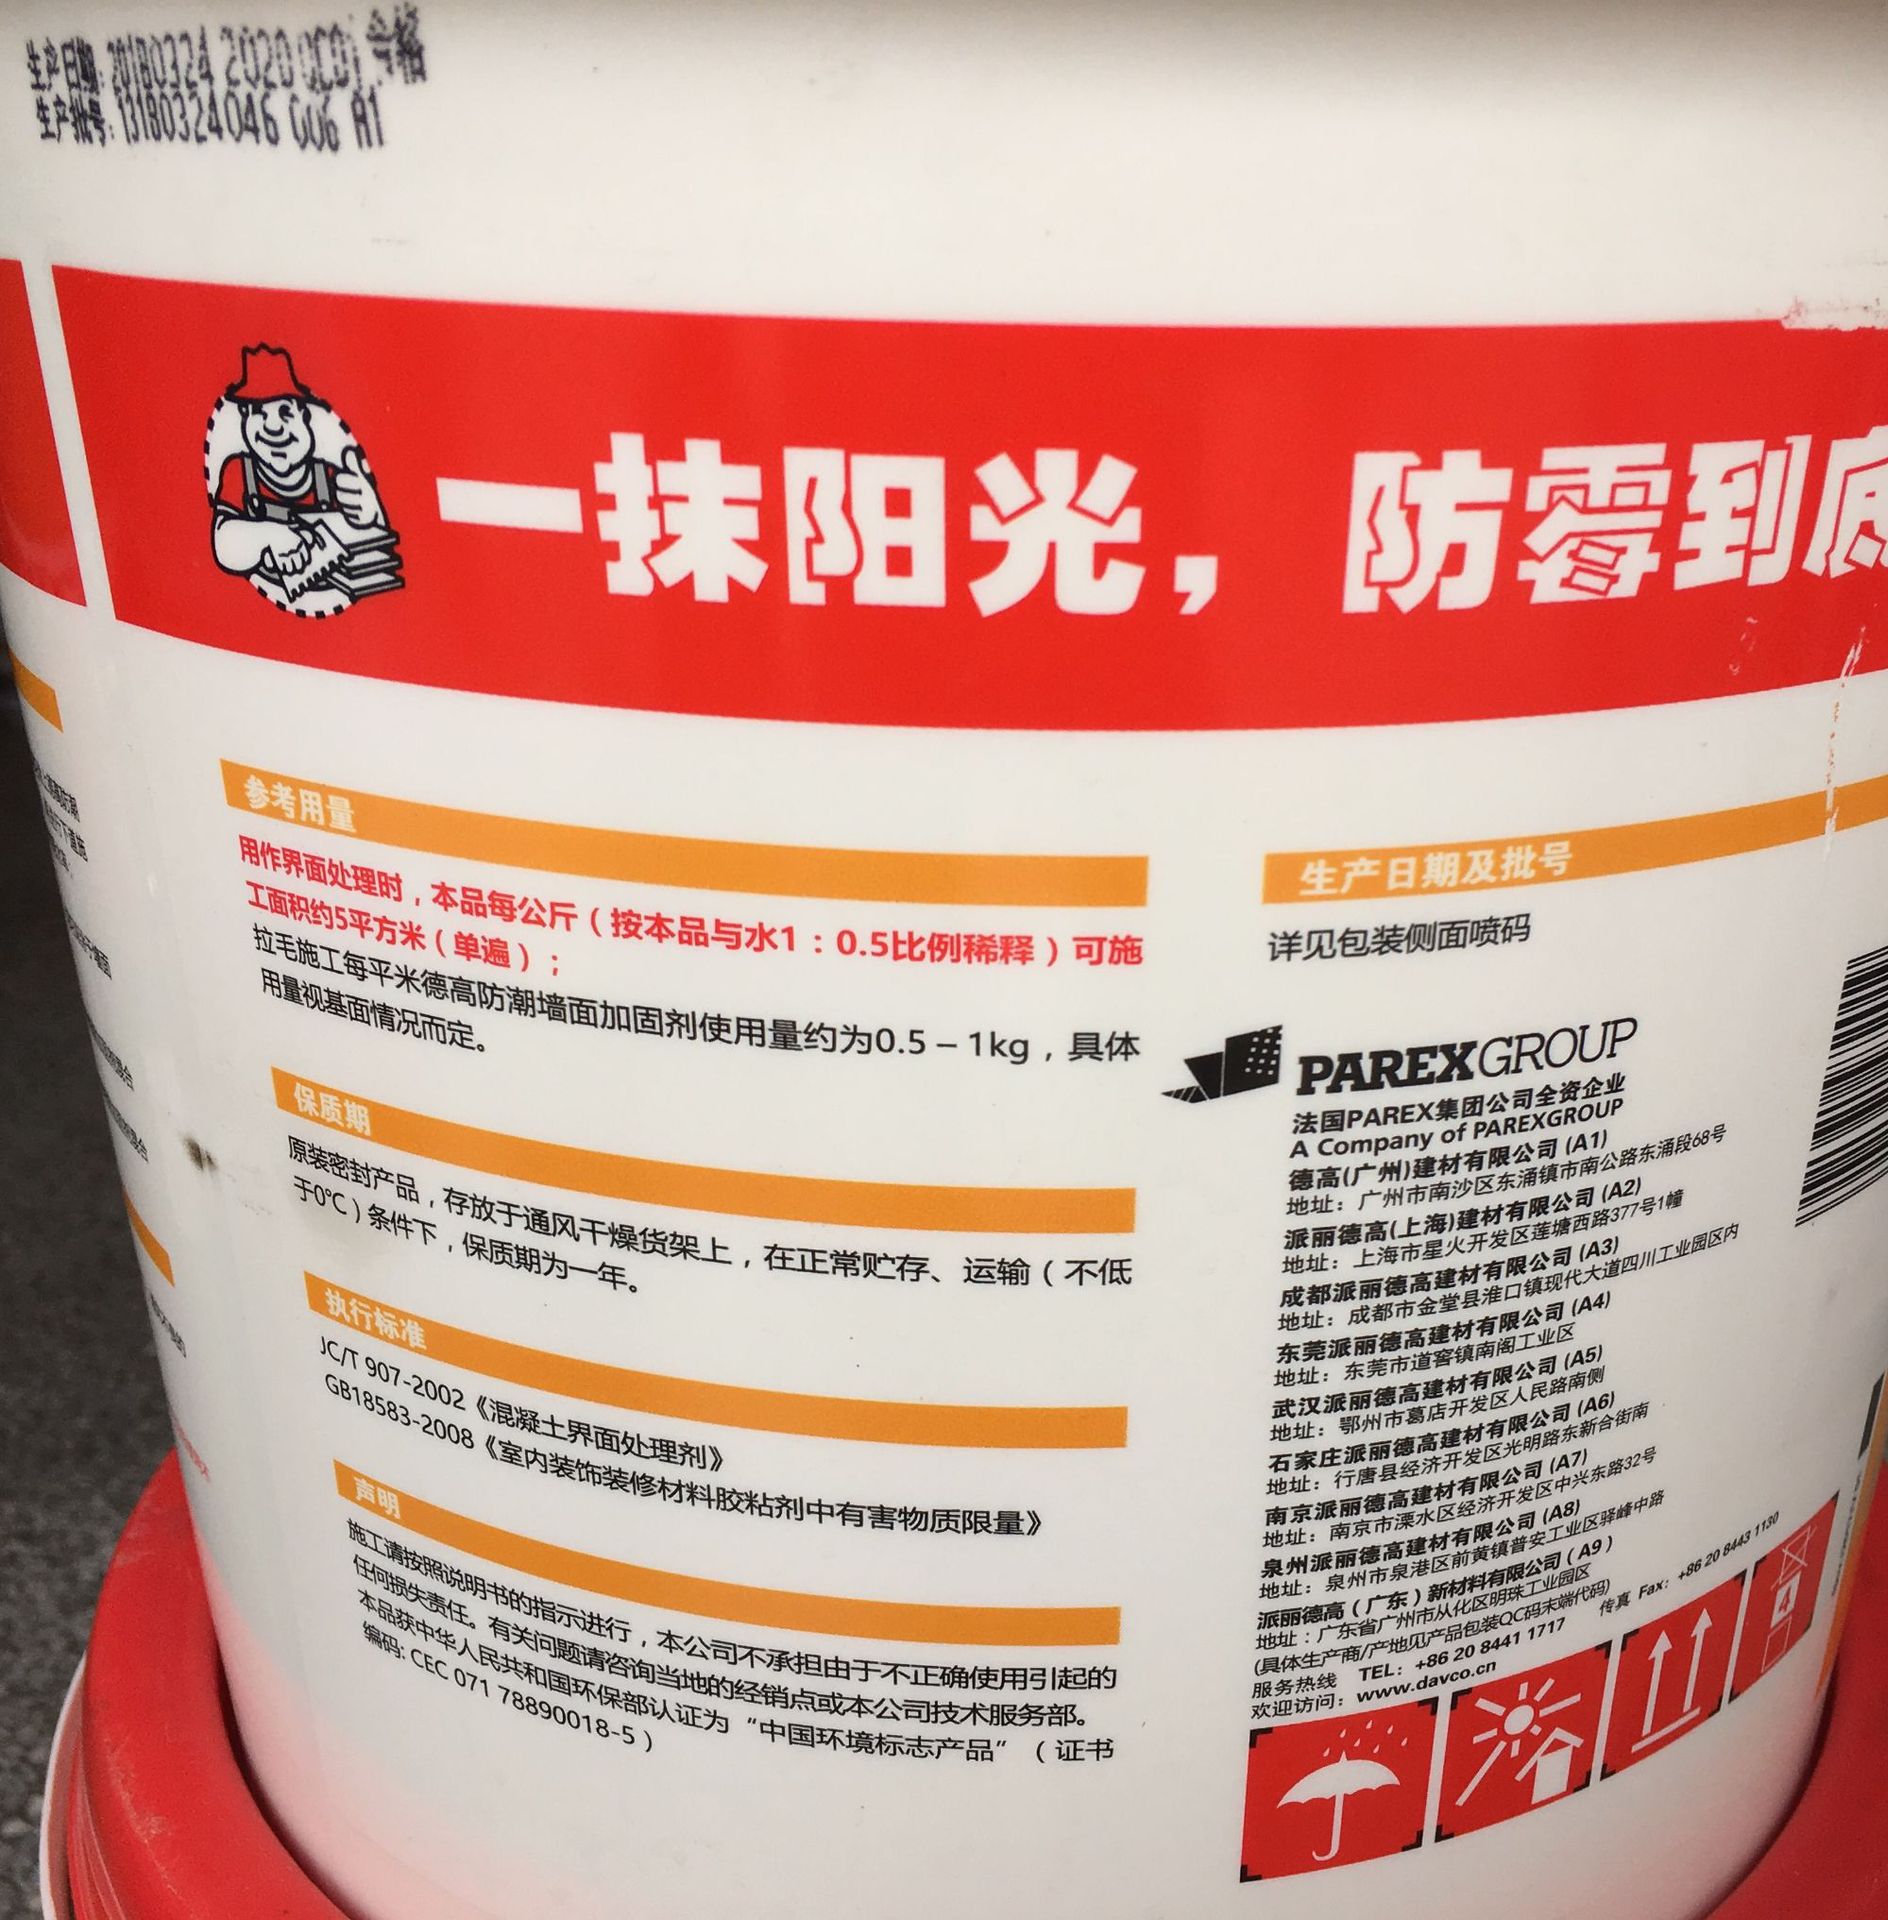 生产日期: 20180324 2020 QC01 合格
生产批号: 13180324046 C06 A1
一抹阳光，防霉到底
参考用量
用作界面处理时，本品每公斤（按本品与水1：0.5比例稀释）可施
工面积约5平方米（单遍）；
拉毛施工每平米德高防潮墙面加固剂使用量约为0.5－1kg，具体
用量视基面情况而定。
保质期
原装密封产品，存放于通风干燥货架上，在正常贮存、运输（不低
于0℃）条件下，保质期为一年。
执行标准
JC/T 907-2002《混凝土界面处理剂》
GB18583-2008《室内装饰装修材料胶粘剂中有害物质限量》
声明
施工请按照说明书的指示进行，本公司不承担由于不正确使用引起的
任何损失责任。有关问题请咨询当地的经销点或本公司技术服务部。
本品获中华人民共和国环保部认证为“中国环境标志产品”（证书
编码: CEC 071 78890018-5）
生产日期及批号
详见包装侧面喷码
PAREXGROUP
法国PAREX集团公司全资企业
A Company of PAREXGROUP
德高(广州)建材有限公司 (A1)
地址：广州市南沙区东涌镇市南公路东涌段68号
派丽德高(上海)建材有限公司 (A2)
地址：上海市星火开发区莲塘西路377号1幢
成都派丽德高建材有限公司 (A3)
地址：成都市金堂县淮口镇现代大道四川工业园区内
东莞派丽德高建材有限公司 (A4)
地址：东莞市道窖镇南阁工业区
武汉派丽德高建材有限公司 (A5)
地址：鄂州市葛店开发区人民路南侧
石家庄派丽德高建材有限公司 (A6)
地址：行唐县经济开发区光明路东新合街南
南京派丽德高建材有限公司 (A7)
地址：南京市溧水区经济开发区中兴东路32号
泉州派丽德高建材有限公司 (A8)
地址：泉州市泉港区前黄镇普安工业区驿峰中路
派丽德高（广东）新材料有限公司（A9）
地址：广东省广州市从化区明珠工业园区
(具体生产商/产地见产品包装QC码末端代码)
服务热线 TEL：+86 20 8441 1717 传真 Fax：+86 20 8443 1130
欢迎访问：www.davco.cn
4